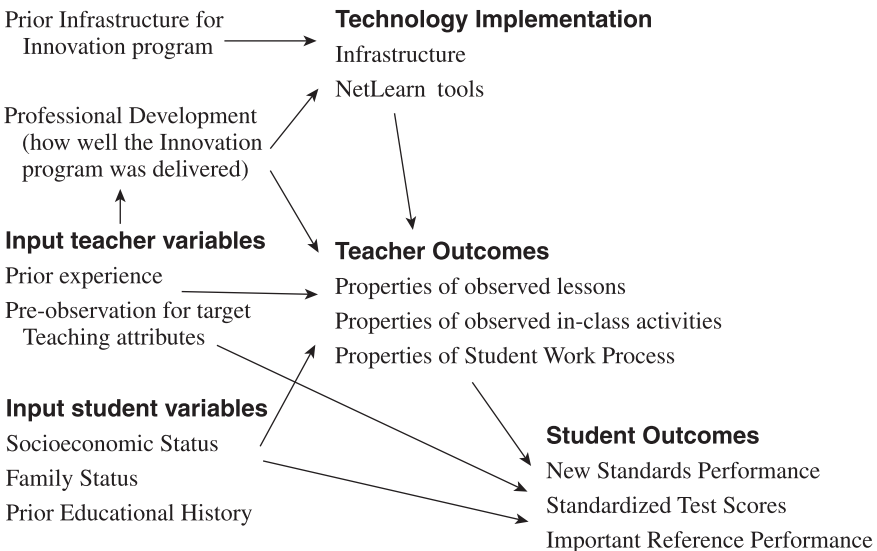 Prior Infrastructure for
Innovation program
Technology Implementation
Infrastructure
NetLearn tools
Professional Development
(how well the Innovation
program was delivered)
Input teacher variables
Prior experience
Pre-observation for target
Teaching attributes
Teacher Outcomes
Properties of observed lessons
Properties of observed in-class activities
Properties of Student Work Process
Input student variables
Socioeconomic Status
Family Status
Prior Educational History
Student Outcomes
New Standards Performance
Standardized Test Scores
Important Reference Performance